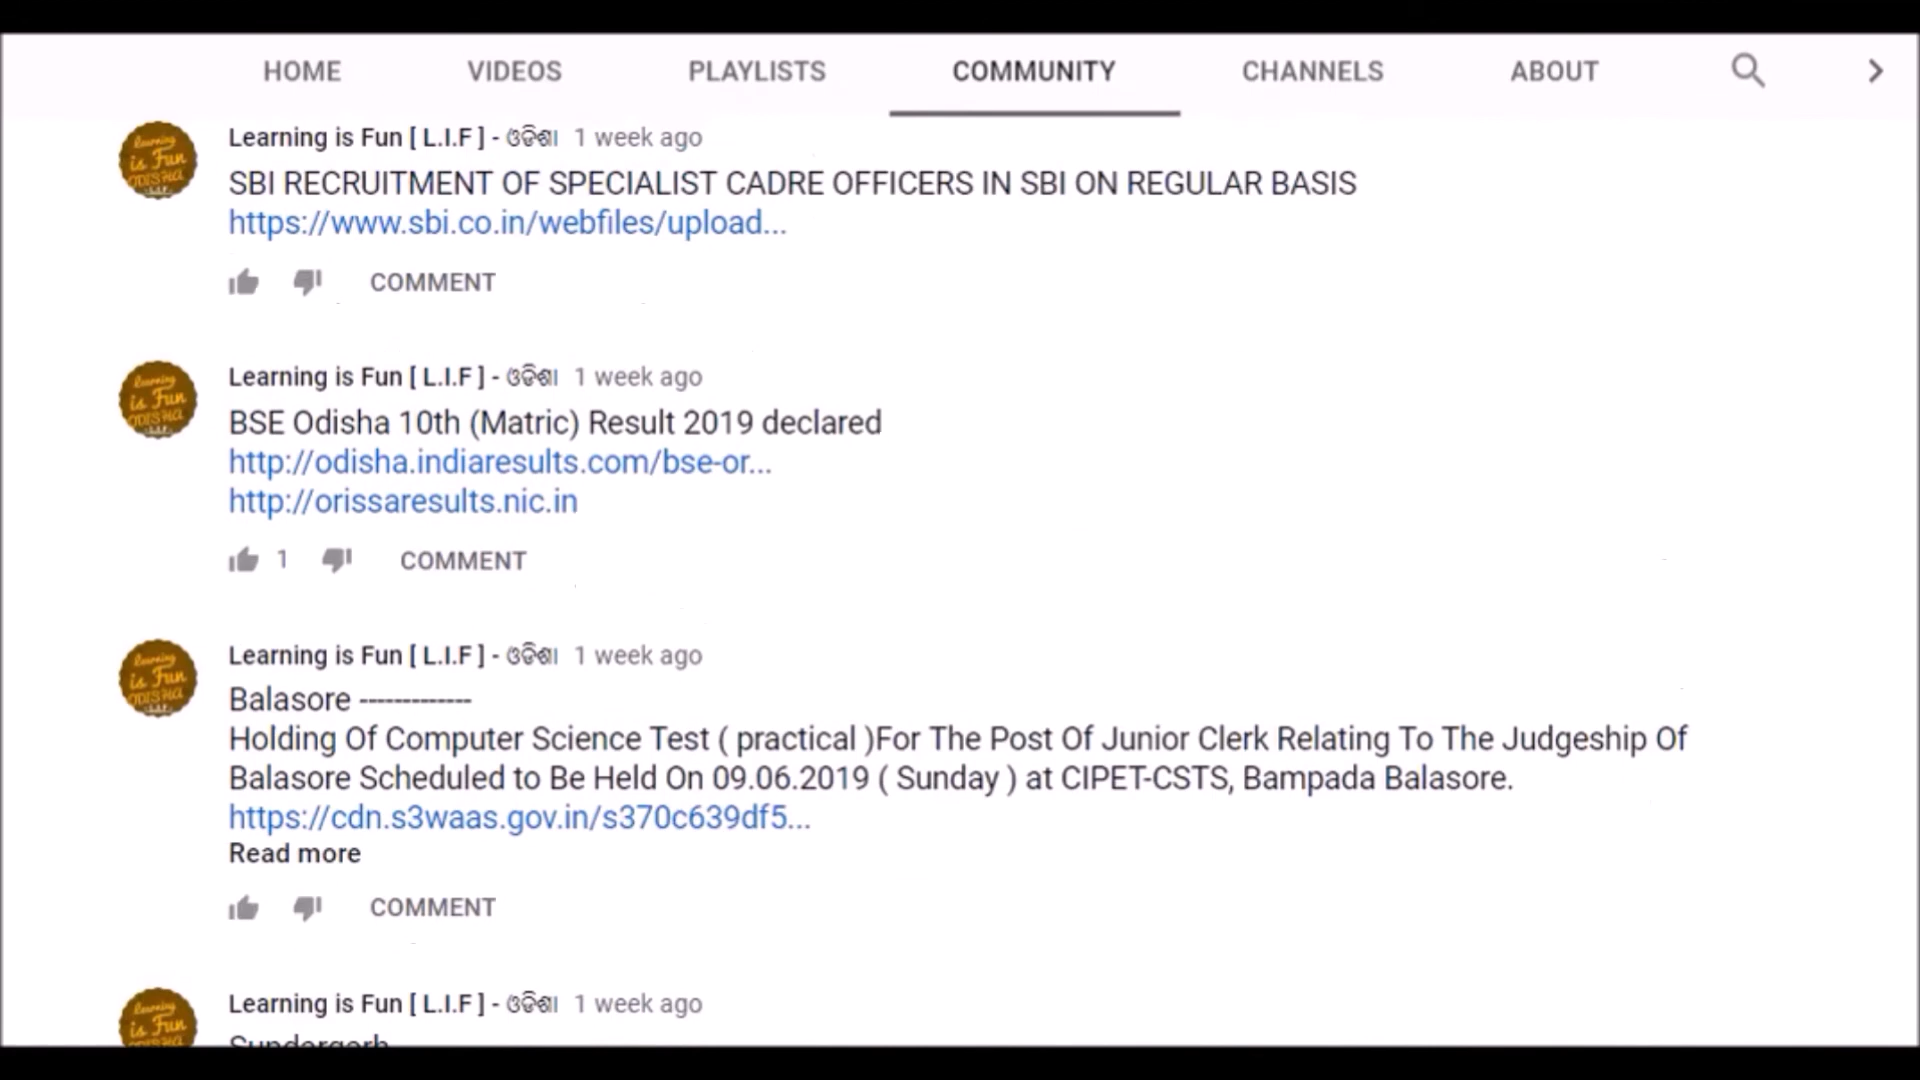 HOME VIDEOS PLAYLISTS COMMUNITY CHANNELS ABOUT
Learning is Fun [ L.I.F ] - ଓଡିଶା 1 week ago
SBI RECRUITMENT OF SPECIALIST CADRE OFFICERS IN SBI ON REGULAR BASIS
https://www.sbi.co.in/webfiles/upload...
COMMENT
Learning is Fun [ L.I.F ] - ଓଡିଶା 1 week ago
BSE Odisha 10th (Matric) Result 2019 declared
http://odisha.indiaresults.com/bse-or...
http://orissaresults.nic.in
1 COMMENT
Learning is Fun [ L.I.F ] - ଓଡିଶା 1 week ago
Balasore -------------
Holding Of Computer Science Test ( practical )For The Post Of Junior Clerk Relating To The Judgeship Of
Balasore Scheduled to Be Held On 09.06.2019 ( Sunday ) at CIPET-CSTS, Bampada Balasore.
https://cdn.s3waas.gov.in/s370c639df5...
Read more
COMMENT
Learning is Fun [ L.I.F ] - ଓଡିଶା 1 week ago
learning
is Fun
ODISHA
L.I.F